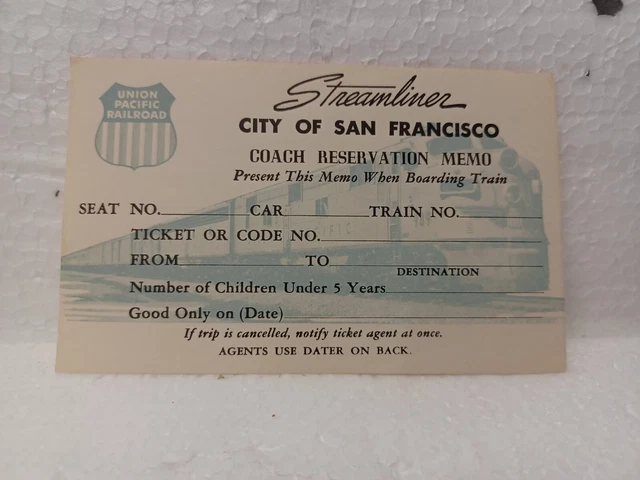 UNION
PACIFIC
RAILROAD
Streamliner
CITY OF SAN FRANCISCO
COACH RESERVATION MEMO
Present This Memo When Boarding Train
SEAT NO. CAR TRAIN NO.
TICKET OR CODE NO.
FROM TO
DESTINATION
Number of Children Under 5 Years
Good Only on (Date)
If trip is cancelled, notify ticket agent at once.
AGENTS USE DATER ON BACK.